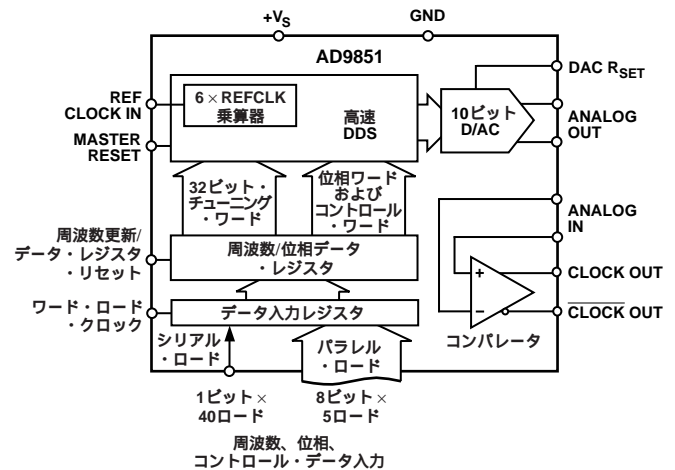 +VS
GND
AD9851
REF
CLOCK IN
MASTER
RESET
6×REFCLK
乗算器
高速
DDS
10ビット
D/AC
DAC RSET
ANALOG
OUT
32ビット・
チューニング
・ワード
位相ワード
および
コントロール
・ワード
ANALOG
IN
周波数更新/
データ・レジスタ
・リセット
周波数/位相データ
・レジスタ
+
−
CLOCK OUT
CLOCK OUT
ワード・ロード
・クロック
データ入力レジスタ
コンパレータ
シリアル
・ロード
パラレル
・ロード
1ビット×
40ロード
8ビット×
5ロード
周波数、位相、
コントロール・データ入力